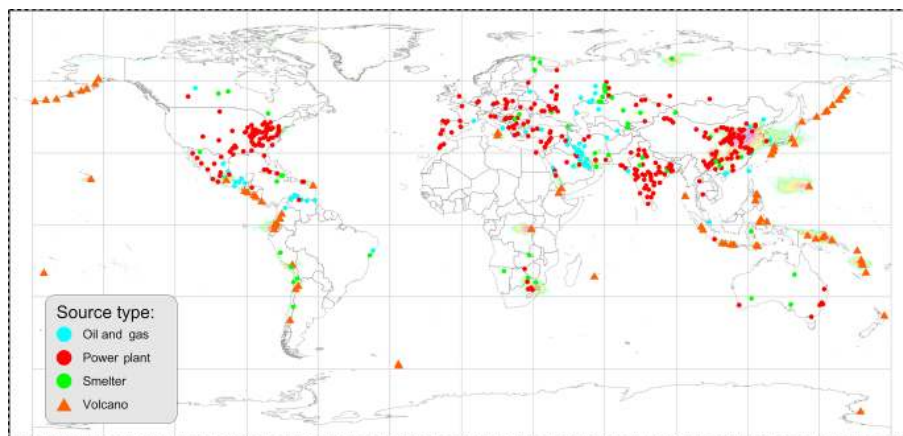 Source type:
Oil and gas
Power plant
Smelter
Volcano